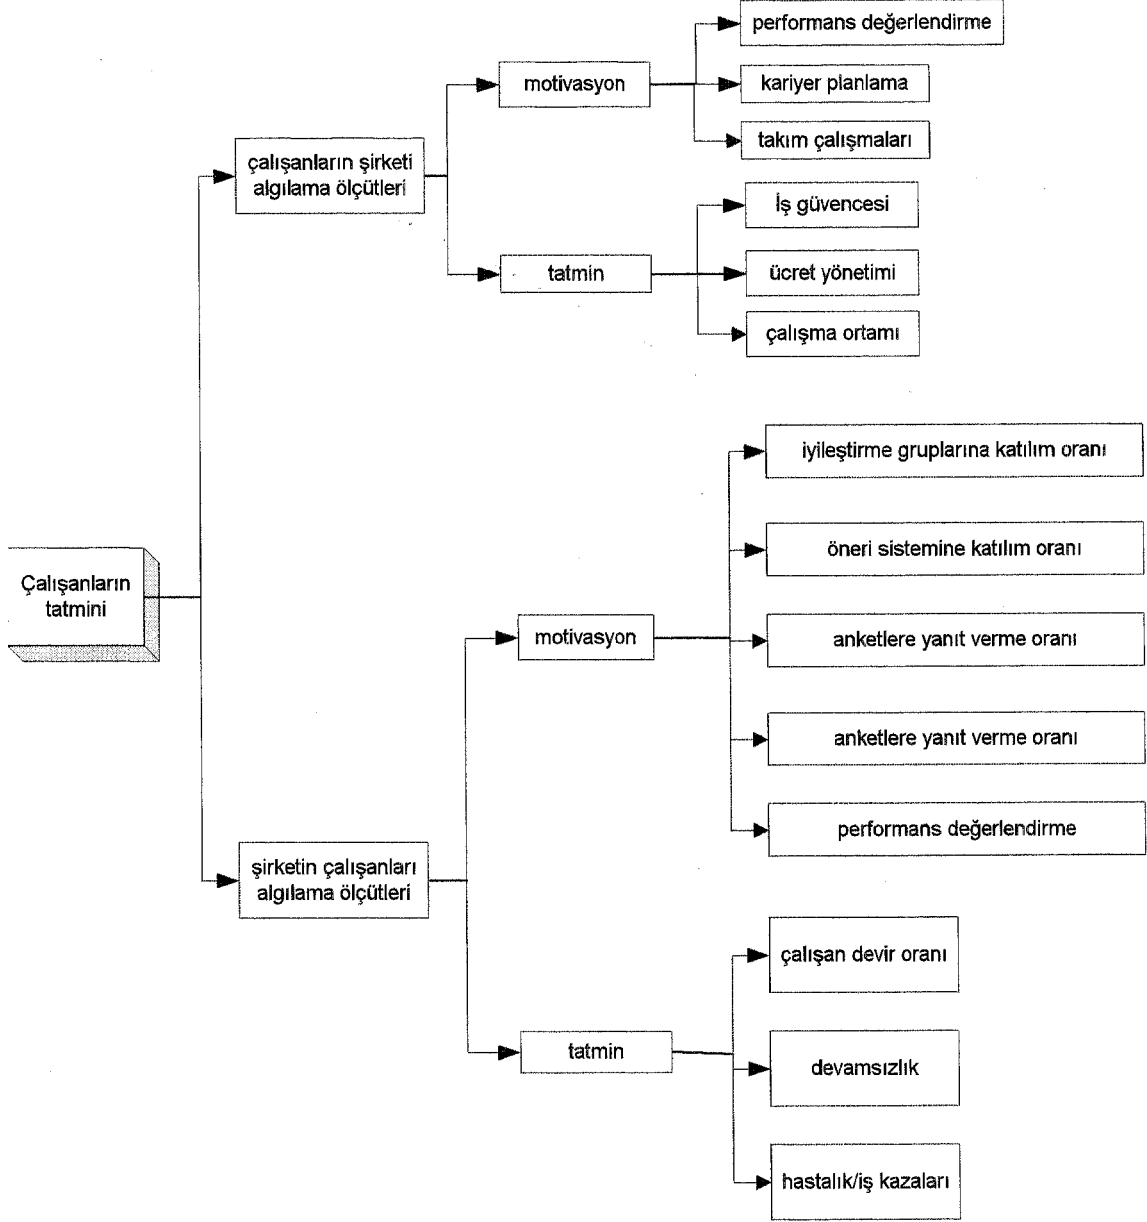 performans değerlendirme
motivasyon
kariyer planlama
takım çalışmaları
çalışanların şirketi
algılama ölçütleri
İş güvencesi
tatmin
ücret yönetimi
çalışma ortamı
iyileştirme gruplarına katılım oranı
öneri sistemine katılım oranı
Çalışanların
tatmini
motivasyon
anketlere yanıt verme oranı
anketlere yanıt verme oranı
performans değerlendirme
şirketin çalışanları
algılama ölçütleri
çalışan devir oranı
tatmin
devamsızlık
hastalık/iş kazaları